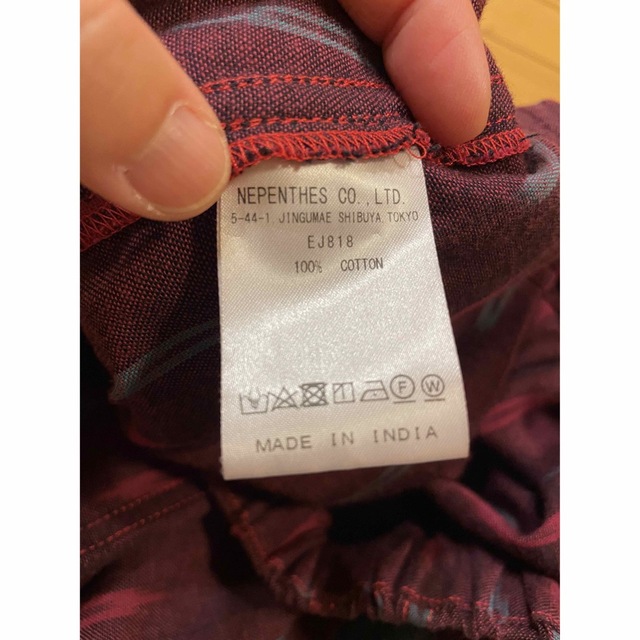 NEPENTHES CO.,LTD.
5-44-1 JINGUMAE SHIBUYA TOKYO
EJ818
100% COTTON
F W
MADE IN INDIA